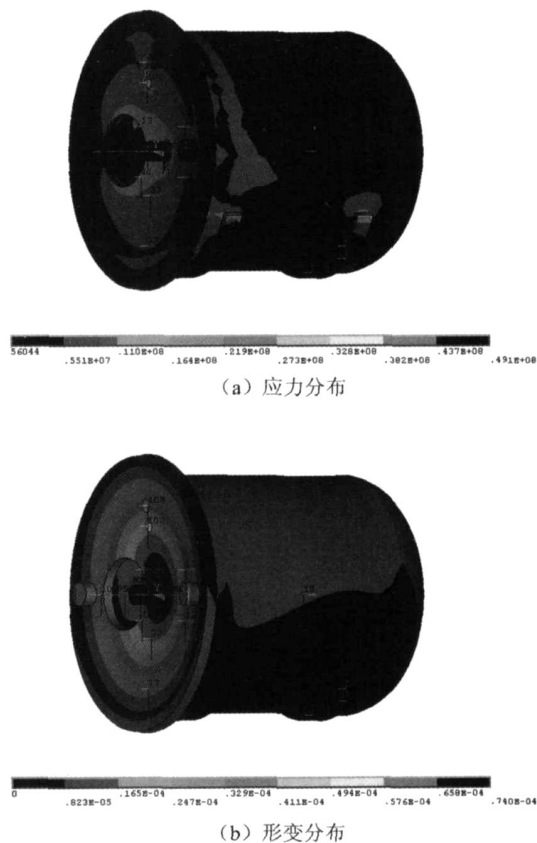 56044 .110E+08 .219E+08 .328E+08 .437E+08
.551E+07 .164E+08 .273E+08 .382E+08 .491E+08
（a）应力分布
0 .165E-04 .329E-04 .494E-04 .658E-04
.823E-05 .247E-04 .411E-04 .576E-04 .740E-04
（b）形变分布